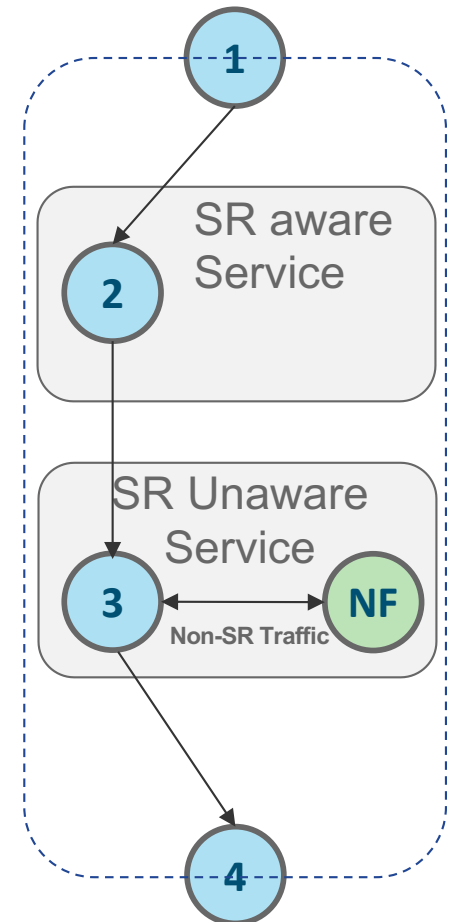 1
SR aware
Service
2
SR Unaware
Service
3
NF
Non-SR Traffic
4